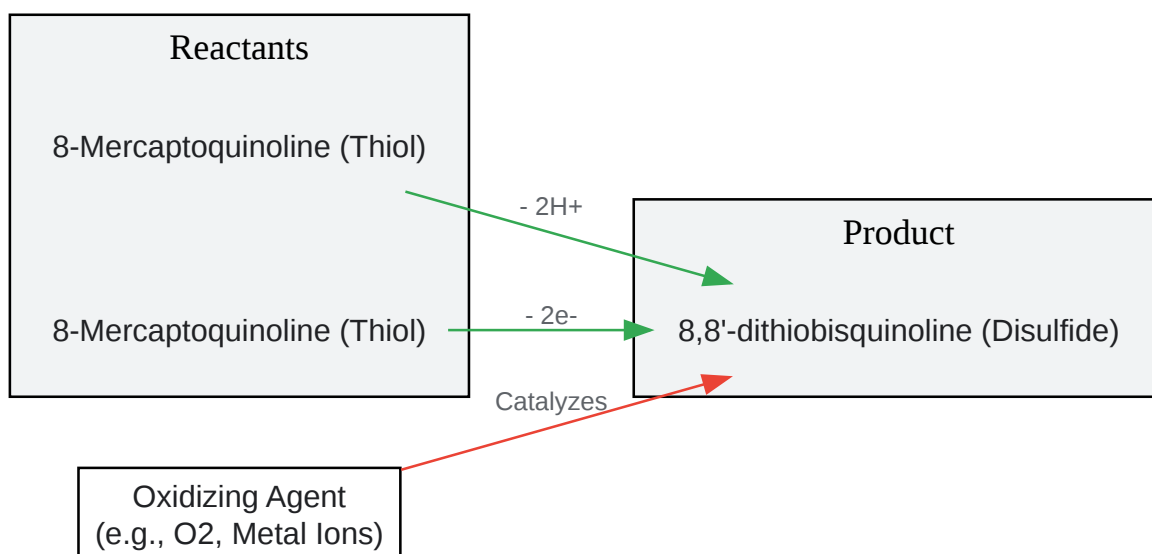 Reactants
8-Mercaptoquinoline (Thiol)
- 2H+
Product
8-Mercaptoquinoline (Thiol)
- 2e-
8,8'-dithiobisquinoline (Disulfide)
Catalyzes
Oxidizing Agent
(e.g., O2, Metal Ions)